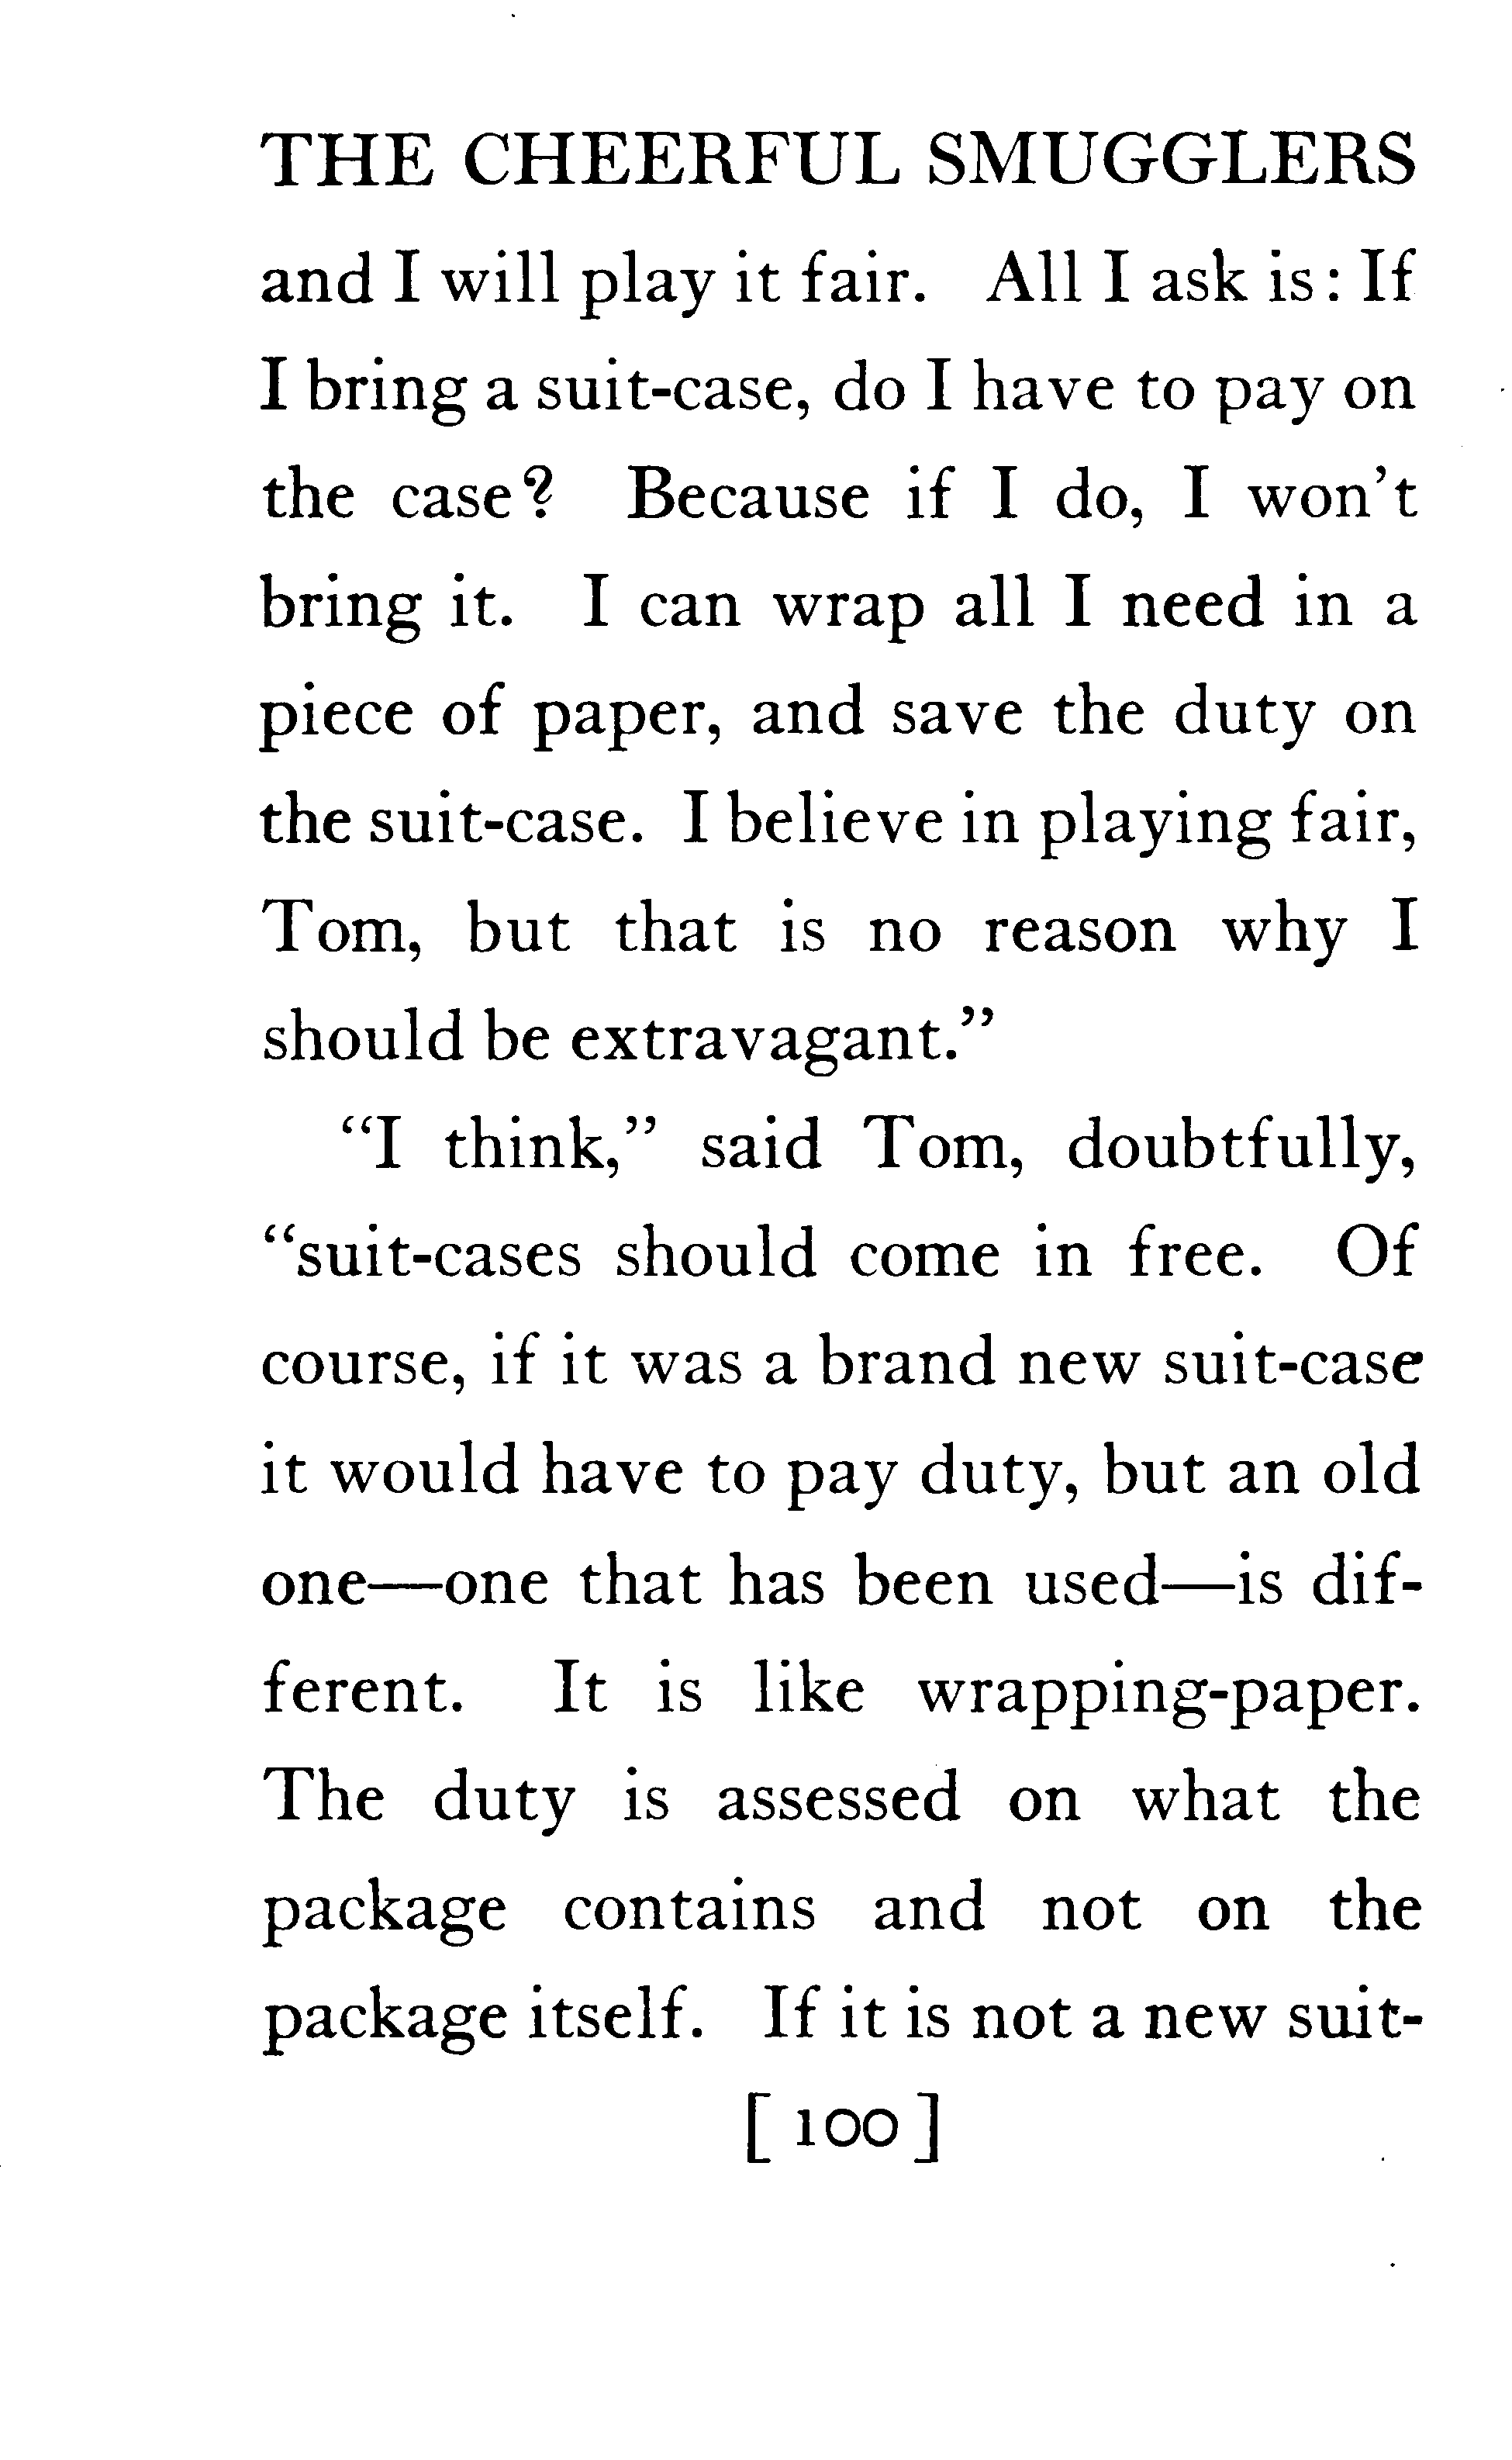 THE CHEERFUL SMUGGLERS
and I will play it fair. All I ask is: If
I bring a suit-case, do I have to pay on
the case? Because if I do, I won't
bring it. I can wrap all I need in a
piece of paper, and save the duty on
the suit-case. I believe in playing fair,
Tom, but that is no reason why I
should be extravagant."
"I think," said Tom, doubtfully,
"suit-cases should come in free. Of
course, if it was a brand new suit-case
it would have to pay duty, but an old
one—one that has been used—is dif-
ferent. It is like wrapping-paper.
The duty is assessed on what the
package contains and not on the
package itself. If it is not a new suit-
[ 100 ]